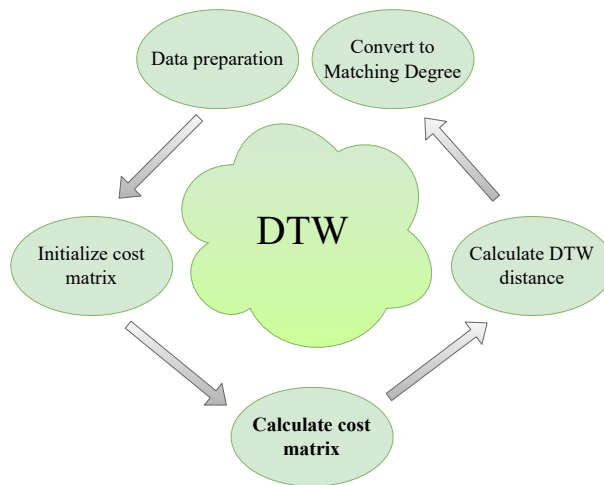 Data preparation
Convert to
Matching Degree
DTW
Initialize cost
matrix
Calculate DTW
distance
Calculate cost
matrix